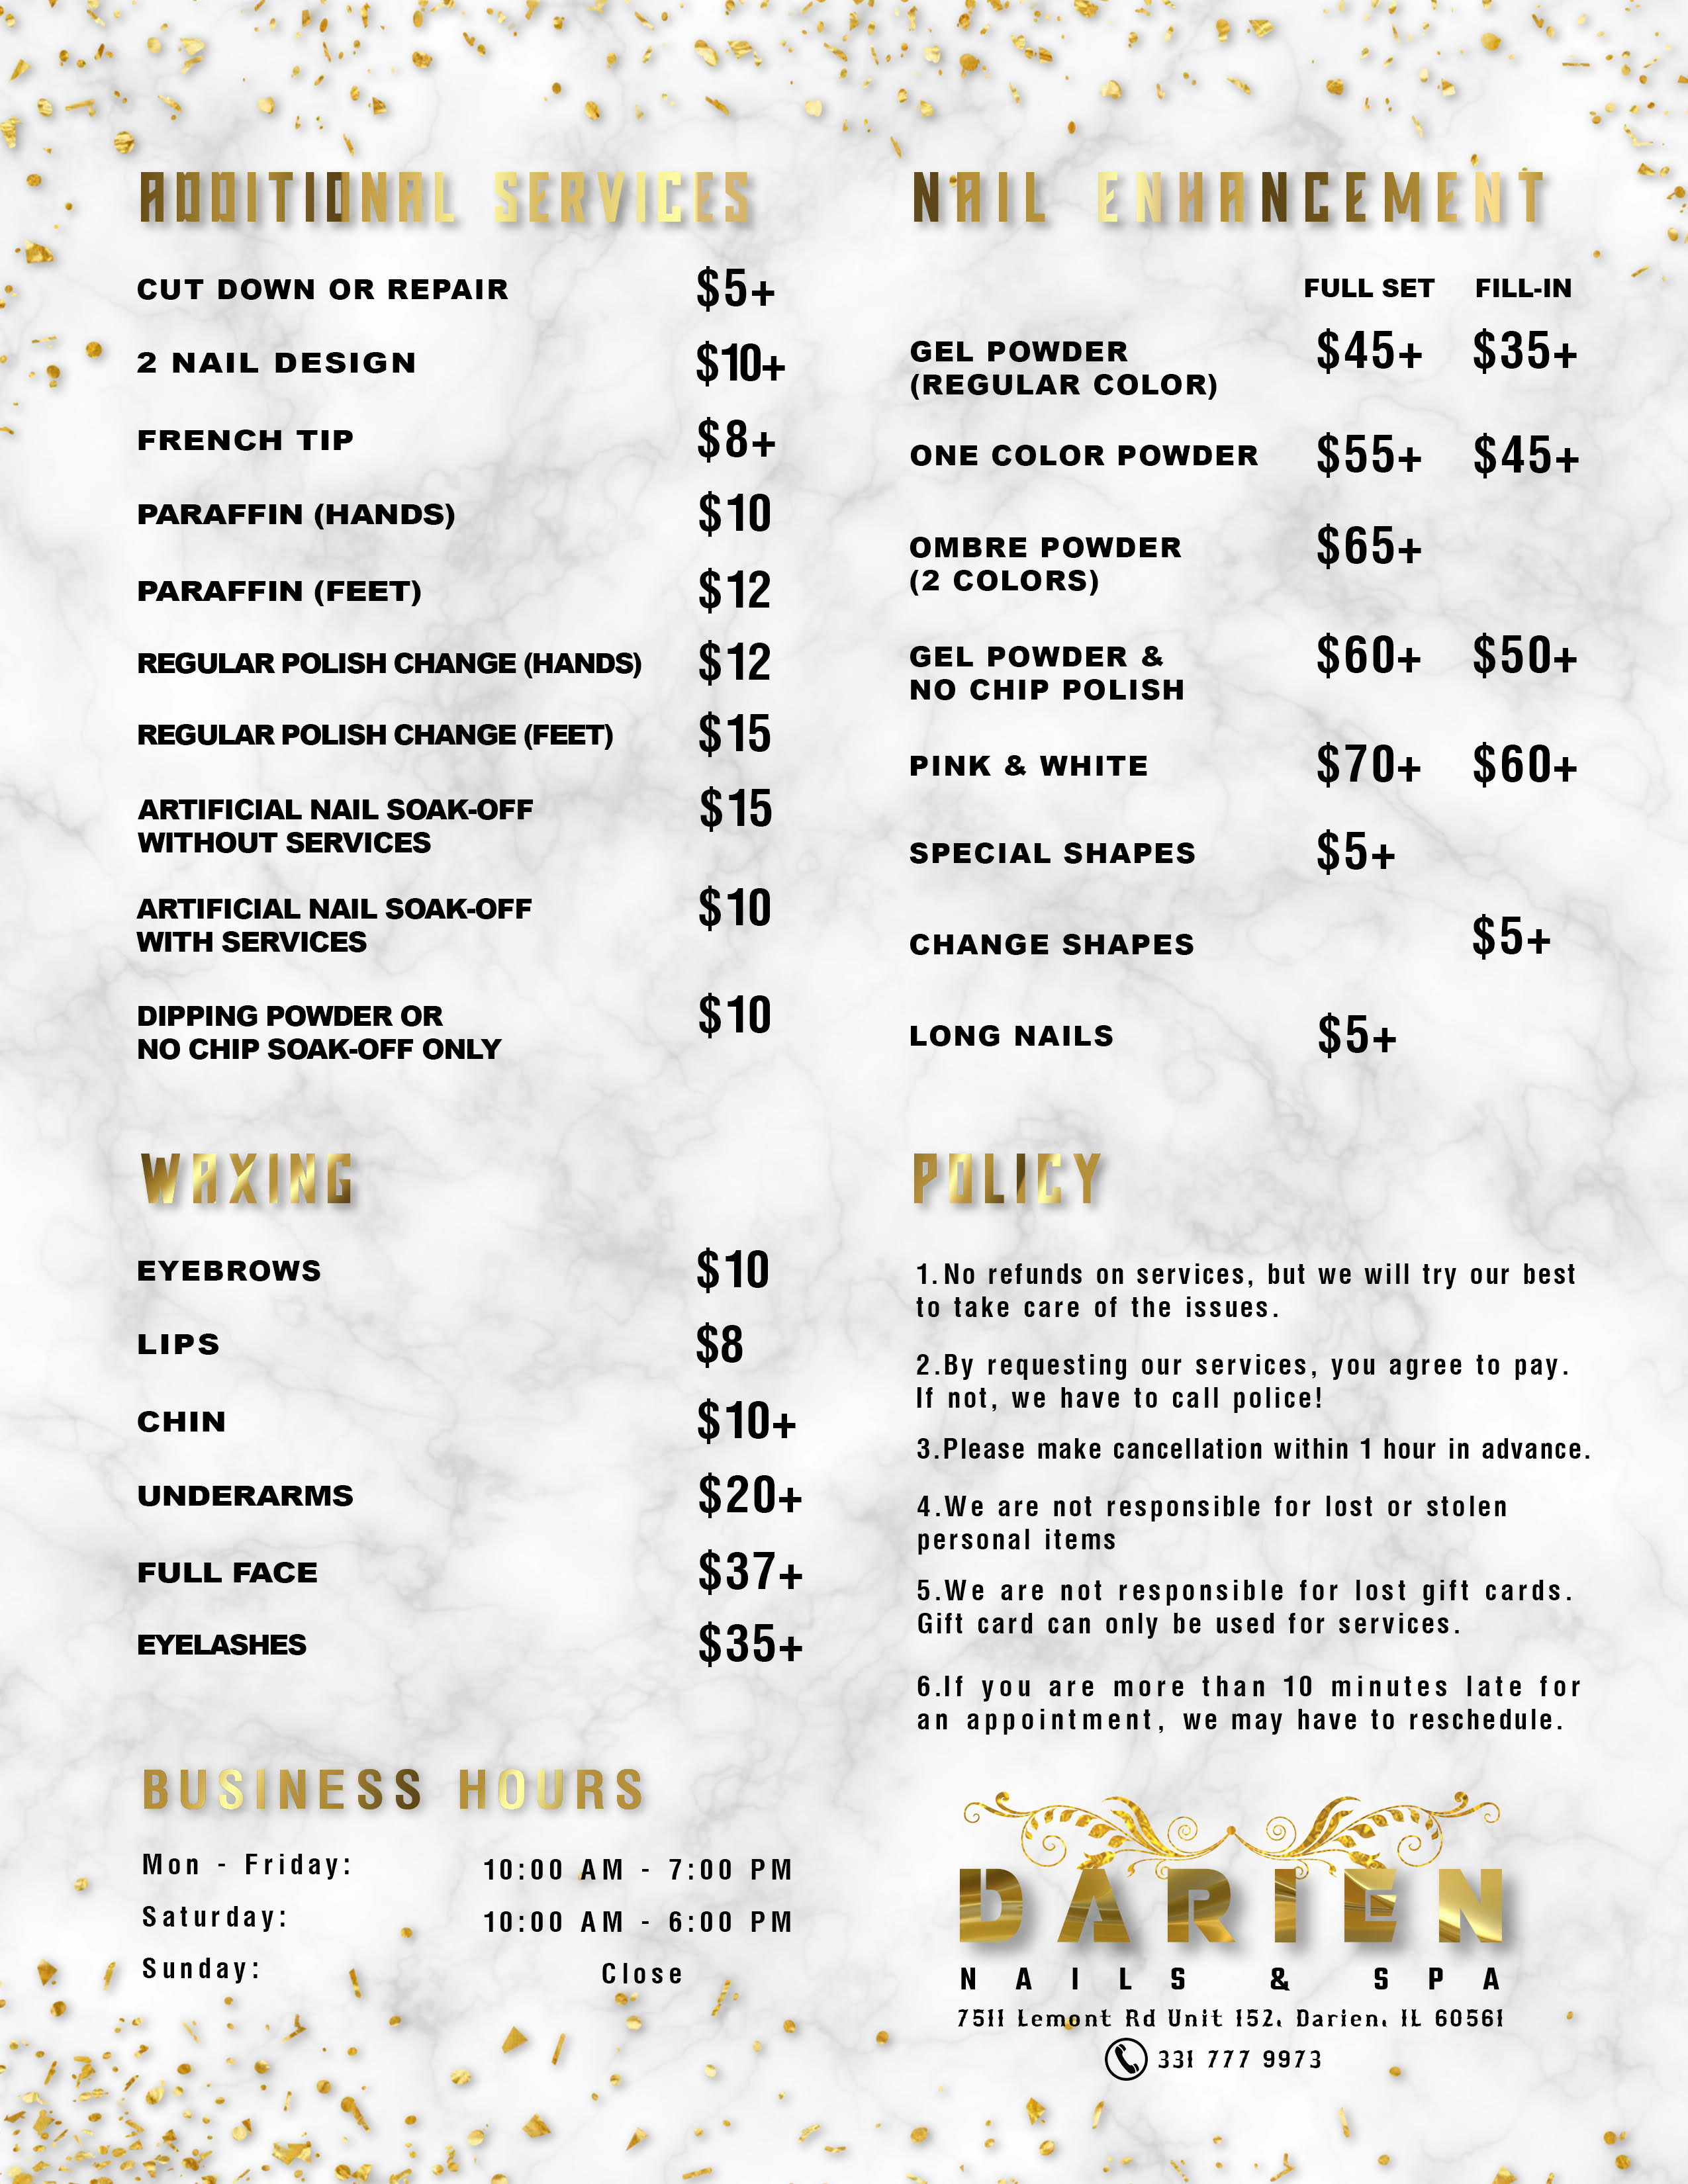 ADDITIONAL SERVICES
CUT DOWN OR REPAIR $5+
2 NAIL DESIGN $10+
FRENCH TIP $8+
PARAFFIN (HANDS) $10
PARAFFIN (FEET) $12
REGULAR POLISH CHANGE (HANDS) $12
REGULAR POLISH CHANGE (FEET) $15
ARTIFICIAL NAIL SOAK-OFF $15
WITHOUT SERVICES
ARTIFICIAL NAIL SOAK-OFF $10
WITH SERVICES
DIPPING POWDER OR $10
NO CHIP SOAK-OFF ONLY
NAIL ENHANCEMENT
FULL SET FILL-IN
GEL POWDER $45+ $35+
(REGULAR COLOR)
ONE COLOR POWDER $55+ $45+
OMBRE POWDER $65+
(2 COLORS)
GEL POWDER & $60+ $50+
NO CHIP POLISH
PINK & WHITE $70+ $60+
SPECIAL SHAPES $5+
CHANGE SHAPES $5+
LONG NAILS $5+
WAXING
EYEBROWS $10
LIPS $8
CHIN $10+
UNDERARMS $20+
FULL FACE $37+
EYELASHES $35+
POLICY
1.No refunds on services, but we will try our best
to take care of the issues.
2.By requesting our services, you agree to pay.
If not, we have to call police!
3.Please make cancellation within 1 hour in advance.
4.We are not responsible for lost or stolen
personal items
5.We are not responsible for lost gift cards.
Gift card can only be used for services.
6.If you are more than 10 minutes late for
an appointment, we may have to reschedule.
BUSINESS HOURS
Mon - Friday: 10:00 AM - 7:00 PM
Saturday: 10:00 AM - 6:00 PM
Sunday: Close
DARIEN
NAILS & SPA
7511 Lemont Rd Unit 152, Darien, IL 60561
331 777 9973